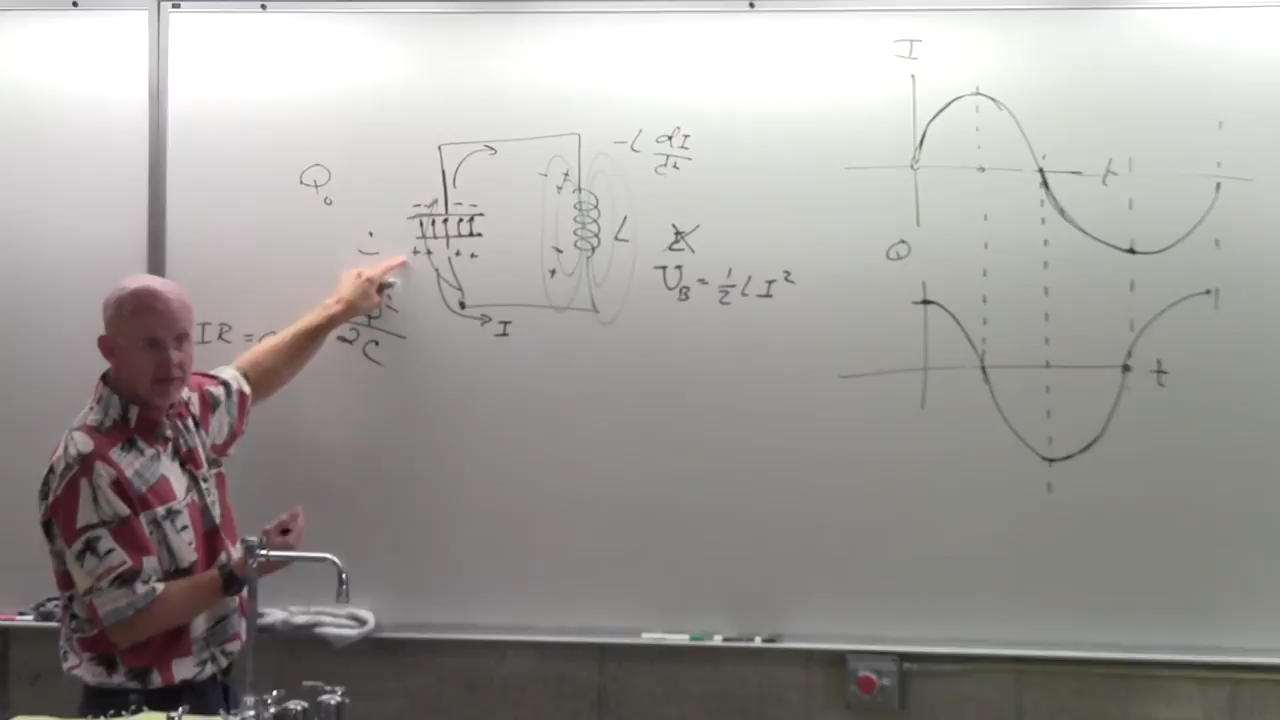 I
-L dI/dt
Q₀
t
L
Q
U_B = ½ L I²
I
IR =
2C
t